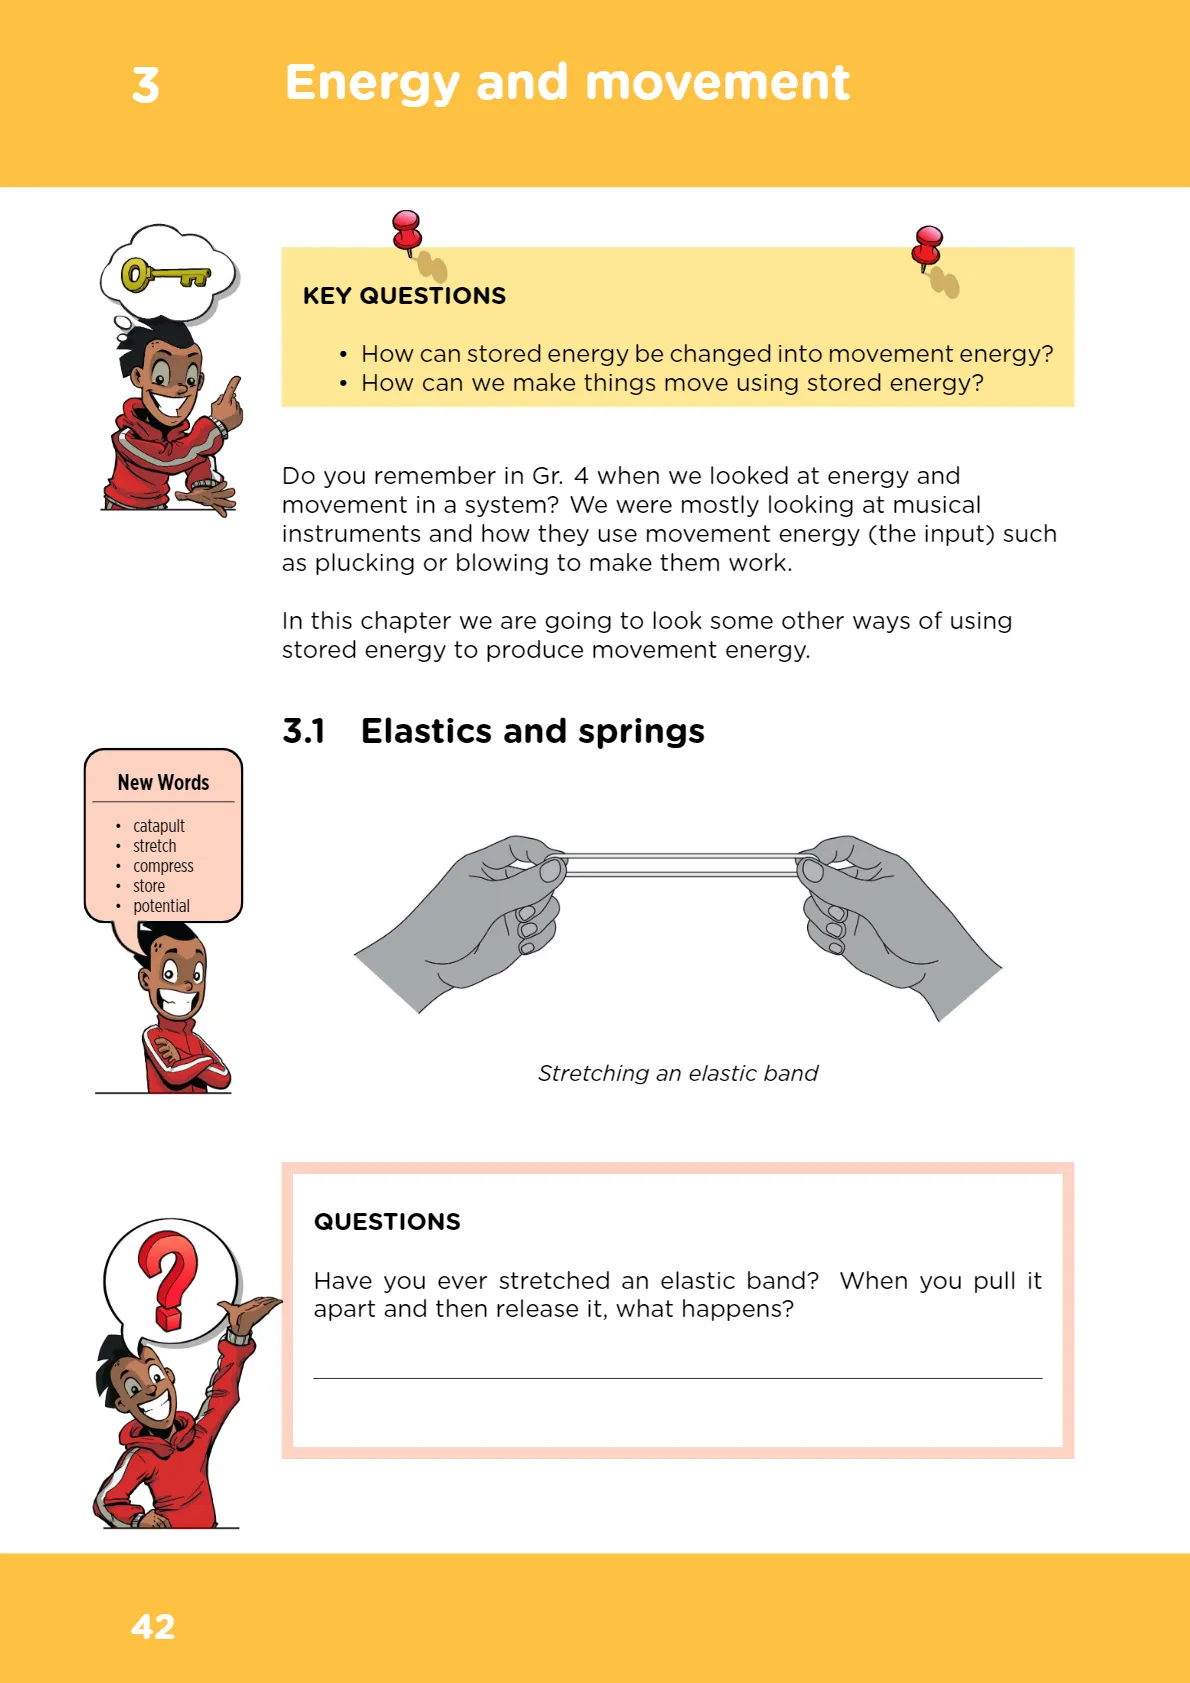 3 Energy and movement
KEY QUESTIONS
• How can stored energy be changed into movement energy?
• How can we make things move using stored energy?
Do you remember in Gr. 4 when we looked at energy and
movement in a system? We were mostly looking at musical
instruments and how they use movement energy (the input) such
as plucking or blowing to make them work.
In this chapter we are going to look some other ways of using
stored energy to produce movement energy.
3.1 Elastics and springs
New Words
• catapult
• stretch
• compress
• store
• potential
Stretching an elastic band
QUESTIONS
Have you ever stretched an elastic band? When you pull it
apart and then release it, what happens?
42